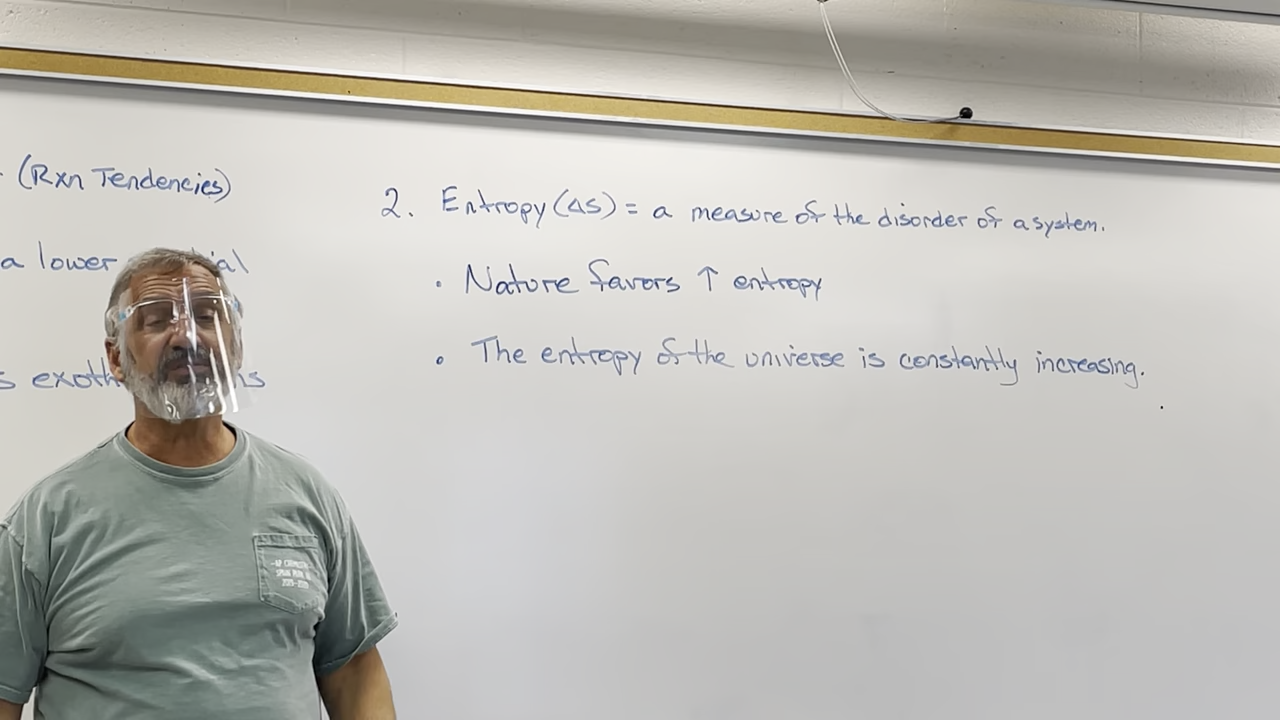 (Rxn Tendencies)
a lower
s
2. Entropy (ΔS) = a measure of the disorder of a system.
• Nature favors ↑ entropy
• The entropy of the universe is constantly increasing.